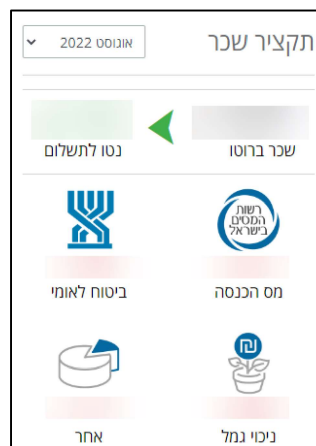 תקציר שכר
אוגוסט 2022
שכר ברוטו
נטו לתשלום
רשות
המסים
בישראל
מס הכנסה
ביטוח לאומי
ניכוי גמל
אחר